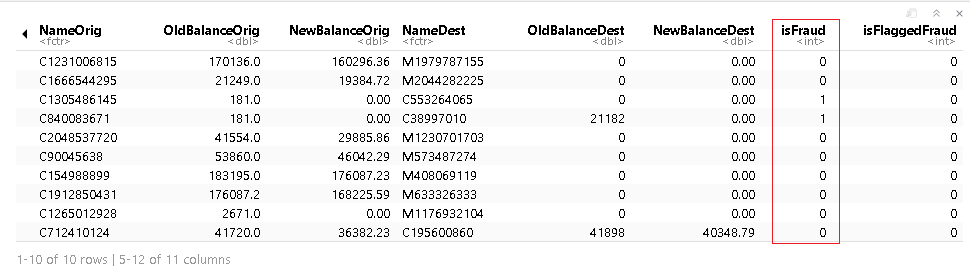 NameOrig OldBalanceOrig NewBalanceOrig NameDest OldBalanceDest NewBalanceDest isFraud isFlaggedFraud
<fctr> <dbl> <dbl> <fctr> <dbl> <dbl> <int> <int>
C1231006815 170136.0 160296.36 M1979787155 0 0.00 0 0
C1666544295 21249.0 19384.72 M2044282225 0 0.00 0 0
C1305486145 181.0 0.00 C553264065 0 0.00 1 0
C840083671 181.0 0.00 C38997010 21182 0.00 1 0
C2048537720 41554.0 29885.86 M1230701703 0 0.00 0 0
C90045638 53860.0 46042.29 M573487274 0 0.00 0 0
C154988899 183195.0 176087.23 M408069119 0 0.00 0 0
C1912850431 176087.2 168225.59 M633326333 0 0.00 0 0
C1265012928 2671.0 0.00 M1176932104 0 0.00 0 0
C712410124 41720.0 36382.23 C195600860 41898 40348.79 0 0
1-10 of 10 rows | 5-12 of 11 columns